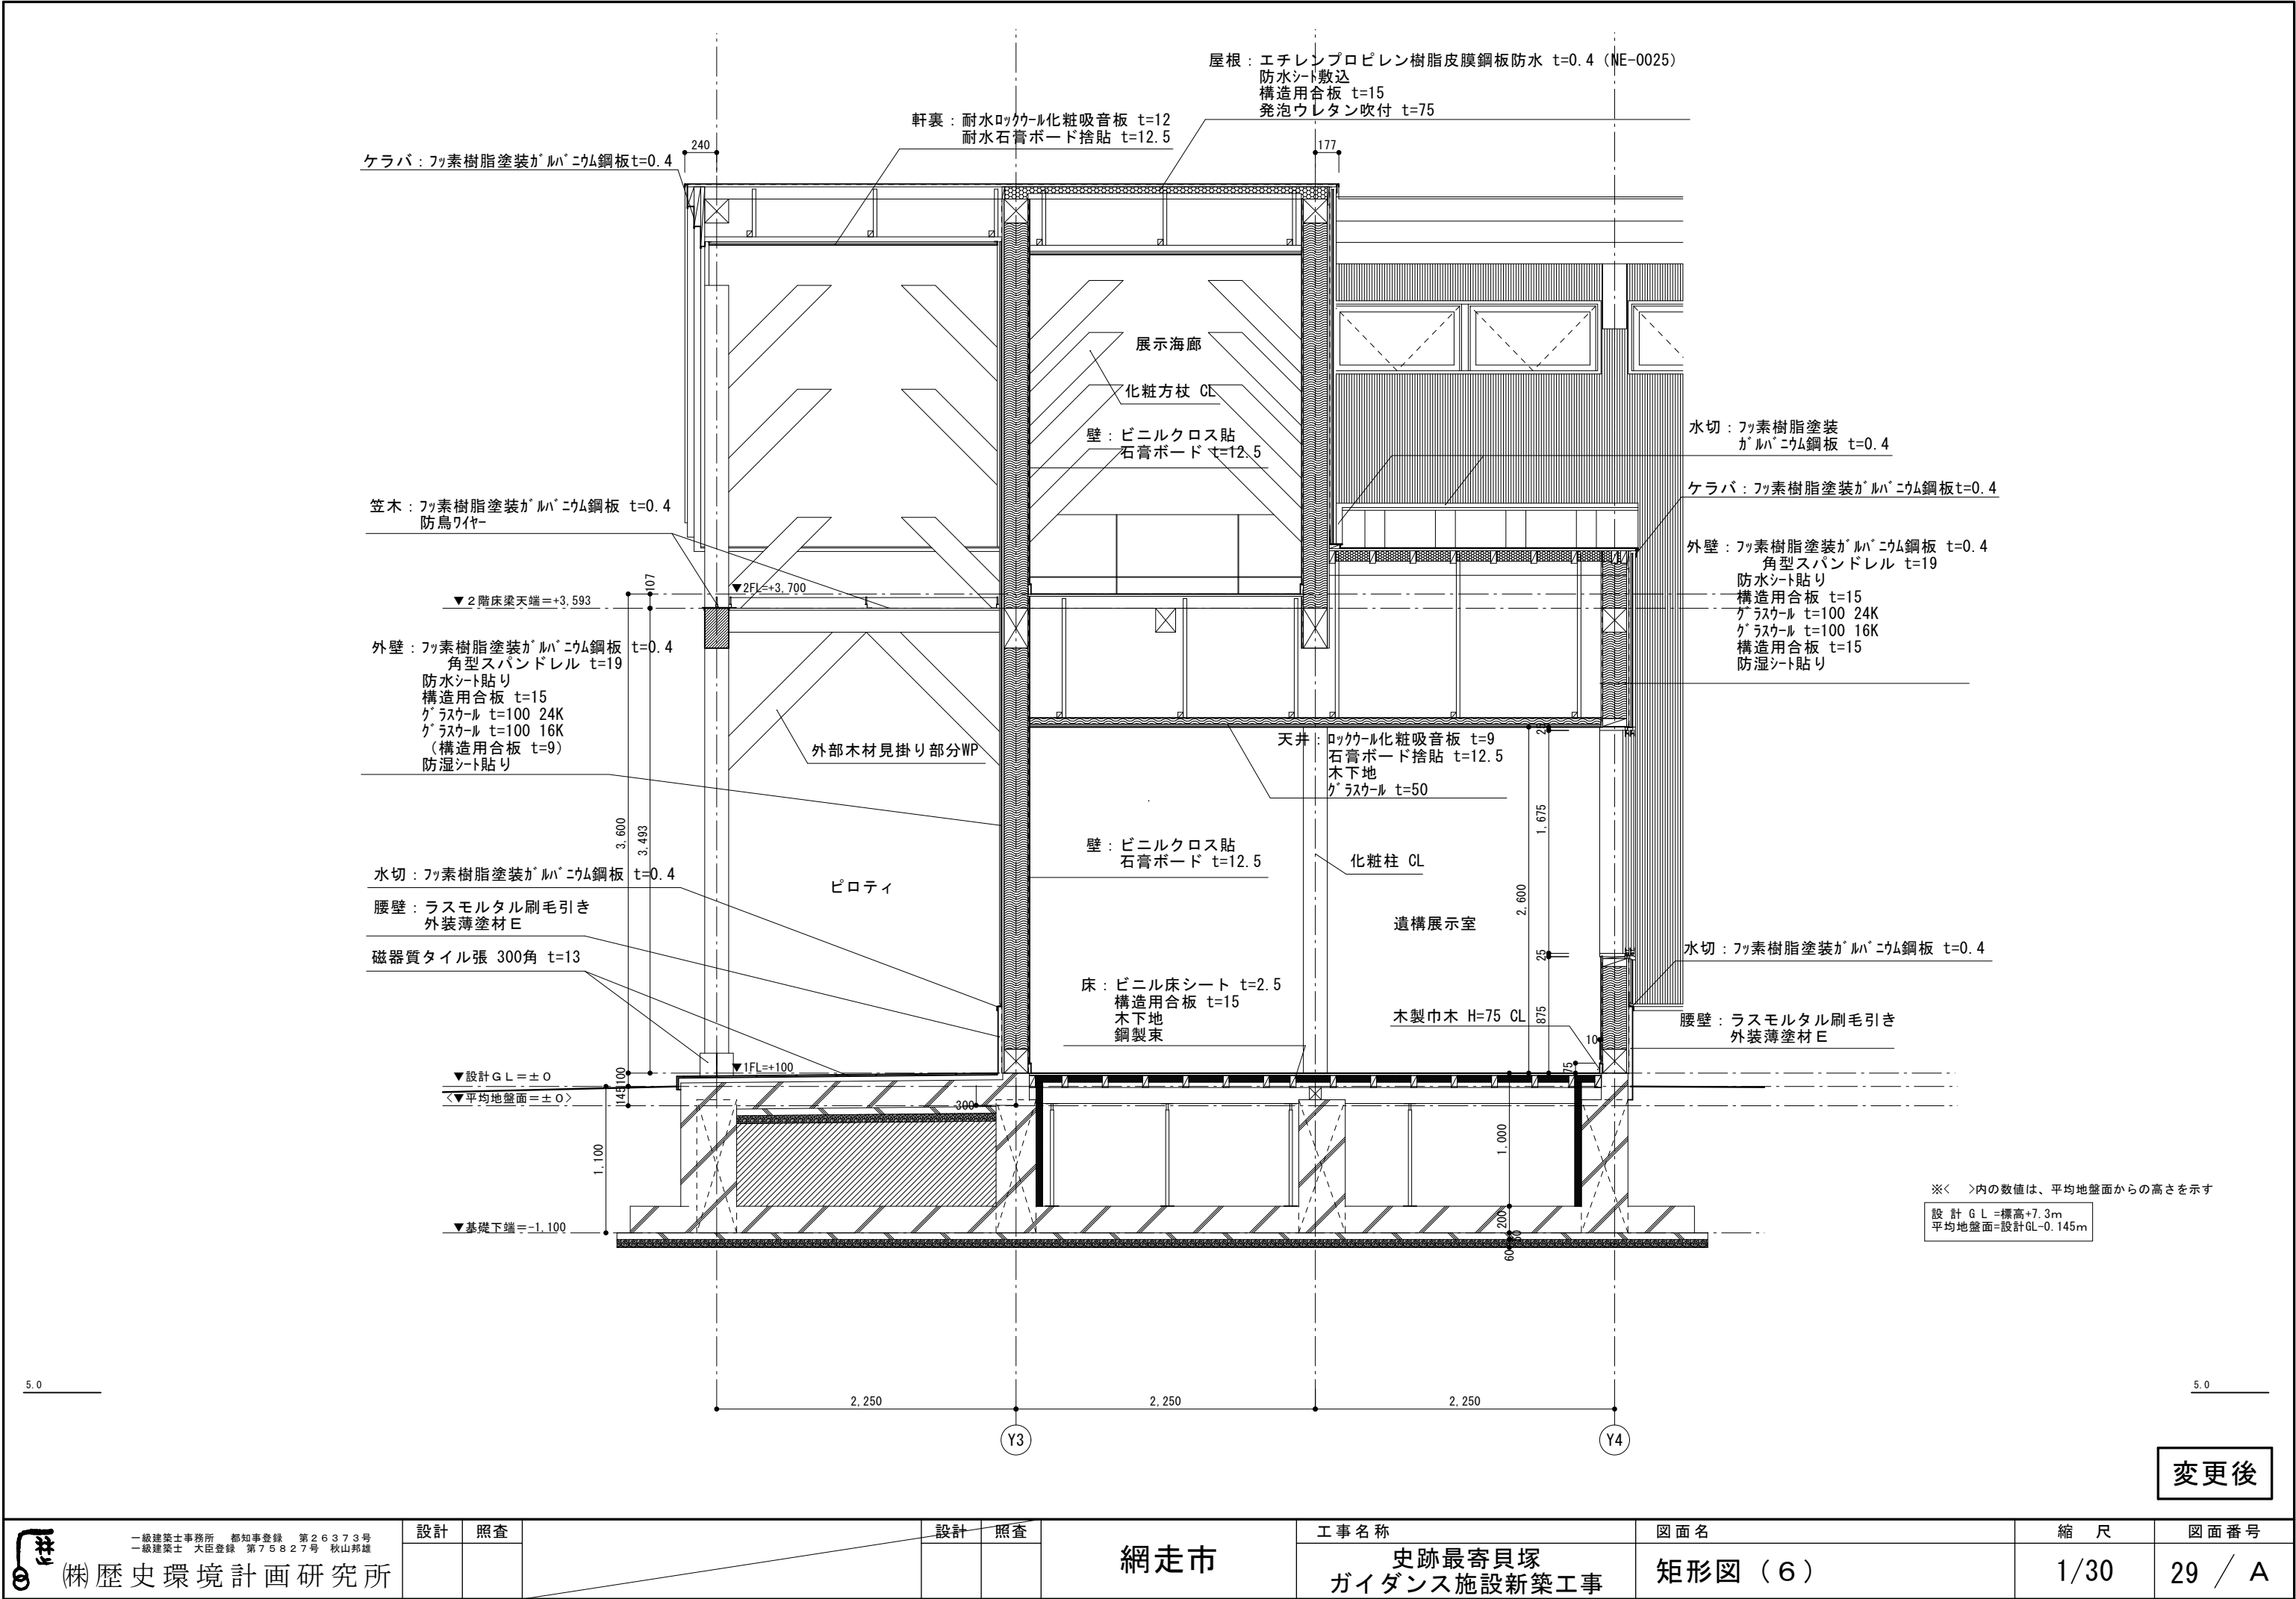 屋根：エチレンプロピレン樹脂皮膜鋼板防水 t=0.4（NE-0025）
防水シート敷込
構造用合板 t=15
発泡ウレタン吹付 t=75
軒裏：耐水ロックウール化粧吸音板 t=12
耐水石膏ボード捨貼 t=12.5
240
177
ケラバ：フッ素樹脂塗装ガルバニウム鋼板t=0.4
展示海廊
化粧方杖 CL
壁：ビニルクロス貼
石膏ボード t=12.5
水切：フッ素樹脂塗装
ガルバニウム鋼板 t=0.4
ケラバ：フッ素樹脂塗装ガルバニウム鋼板t=0.4
笠木：フッ素樹脂塗装ガルバニウム鋼板 t=0.4
防鳥ワイヤー
外壁：フッ素樹脂塗装ガルバニウム鋼板 t=0.4
角型スパンドレル t=19
防水シート貼り
構造用合板 t=15
グラスウール t=100 24K
グラスウール t=100 16K
構造用合板 t=15
防湿シート貼り
107
▼2FL=+3,700
▼２階床梁天端=+3,593
外壁：フッ素樹脂塗装ガルバニウム鋼板 t=0.4
角型スパンドレル t=19
防水シート貼り
構造用合板 t=15
グラスウール t=100 24K
グラスウール t=100 16K
（構造用合板 t=9）
防湿シート貼り
外部木材見掛り部分WP
天井：ロックウール化粧吸音板 t=9
石膏ボード捨貼 t=12.5
木下地
グラスウール t=50
25
1,675
3,600
3,493
壁：ビニルクロス貼
石膏ボード t=12.5
化粧柱 CL
水切：フッ素樹脂塗装ガルバニウム鋼板 t=0.4
ピロティ
2,600
腰壁：ラスモルタル刷毛引き
外装薄塗材Ｅ
遺構展示室
磁器質タイル張 300角 t=13
25
水切：フッ素樹脂塗装ガルバニウム鋼板 t=0.4
床：ビニル床シート t=2.5
構造用合板 t=15
木下地
鋼製束
木製巾木 H=75 CL
875
腰壁：ラスモルタル刷毛引き
外装薄塗材Ｅ
10
75
▼1FL=+100
▼設計ＧＬ=±０
100
145
<▼平均地盤面=±０>
300
1,100
1,000
▼基礎下端=-1,100
200
50
60
※<　>内の数値は、平均地盤面からの高さを示す
設 計 ＧＬ=標高+7.3m
平均地盤面=設計GL-0.145m
5.0
5.0
2,250
2,250
2,250
Y3
Y4
変更後
一級建築士事務所　都知事登録　第２６３７３号
一級建築士　大臣登録　第７５８２７号　秋山邦雄
㈱歴史環境計画研究所
設計
照査
設計
照査
網走市
工事名称
史跡最寄貝塚
ガイダンス施設新築工事
図面名
矩形図（６）
縮　尺
1/30
図面番号
29 ／ A